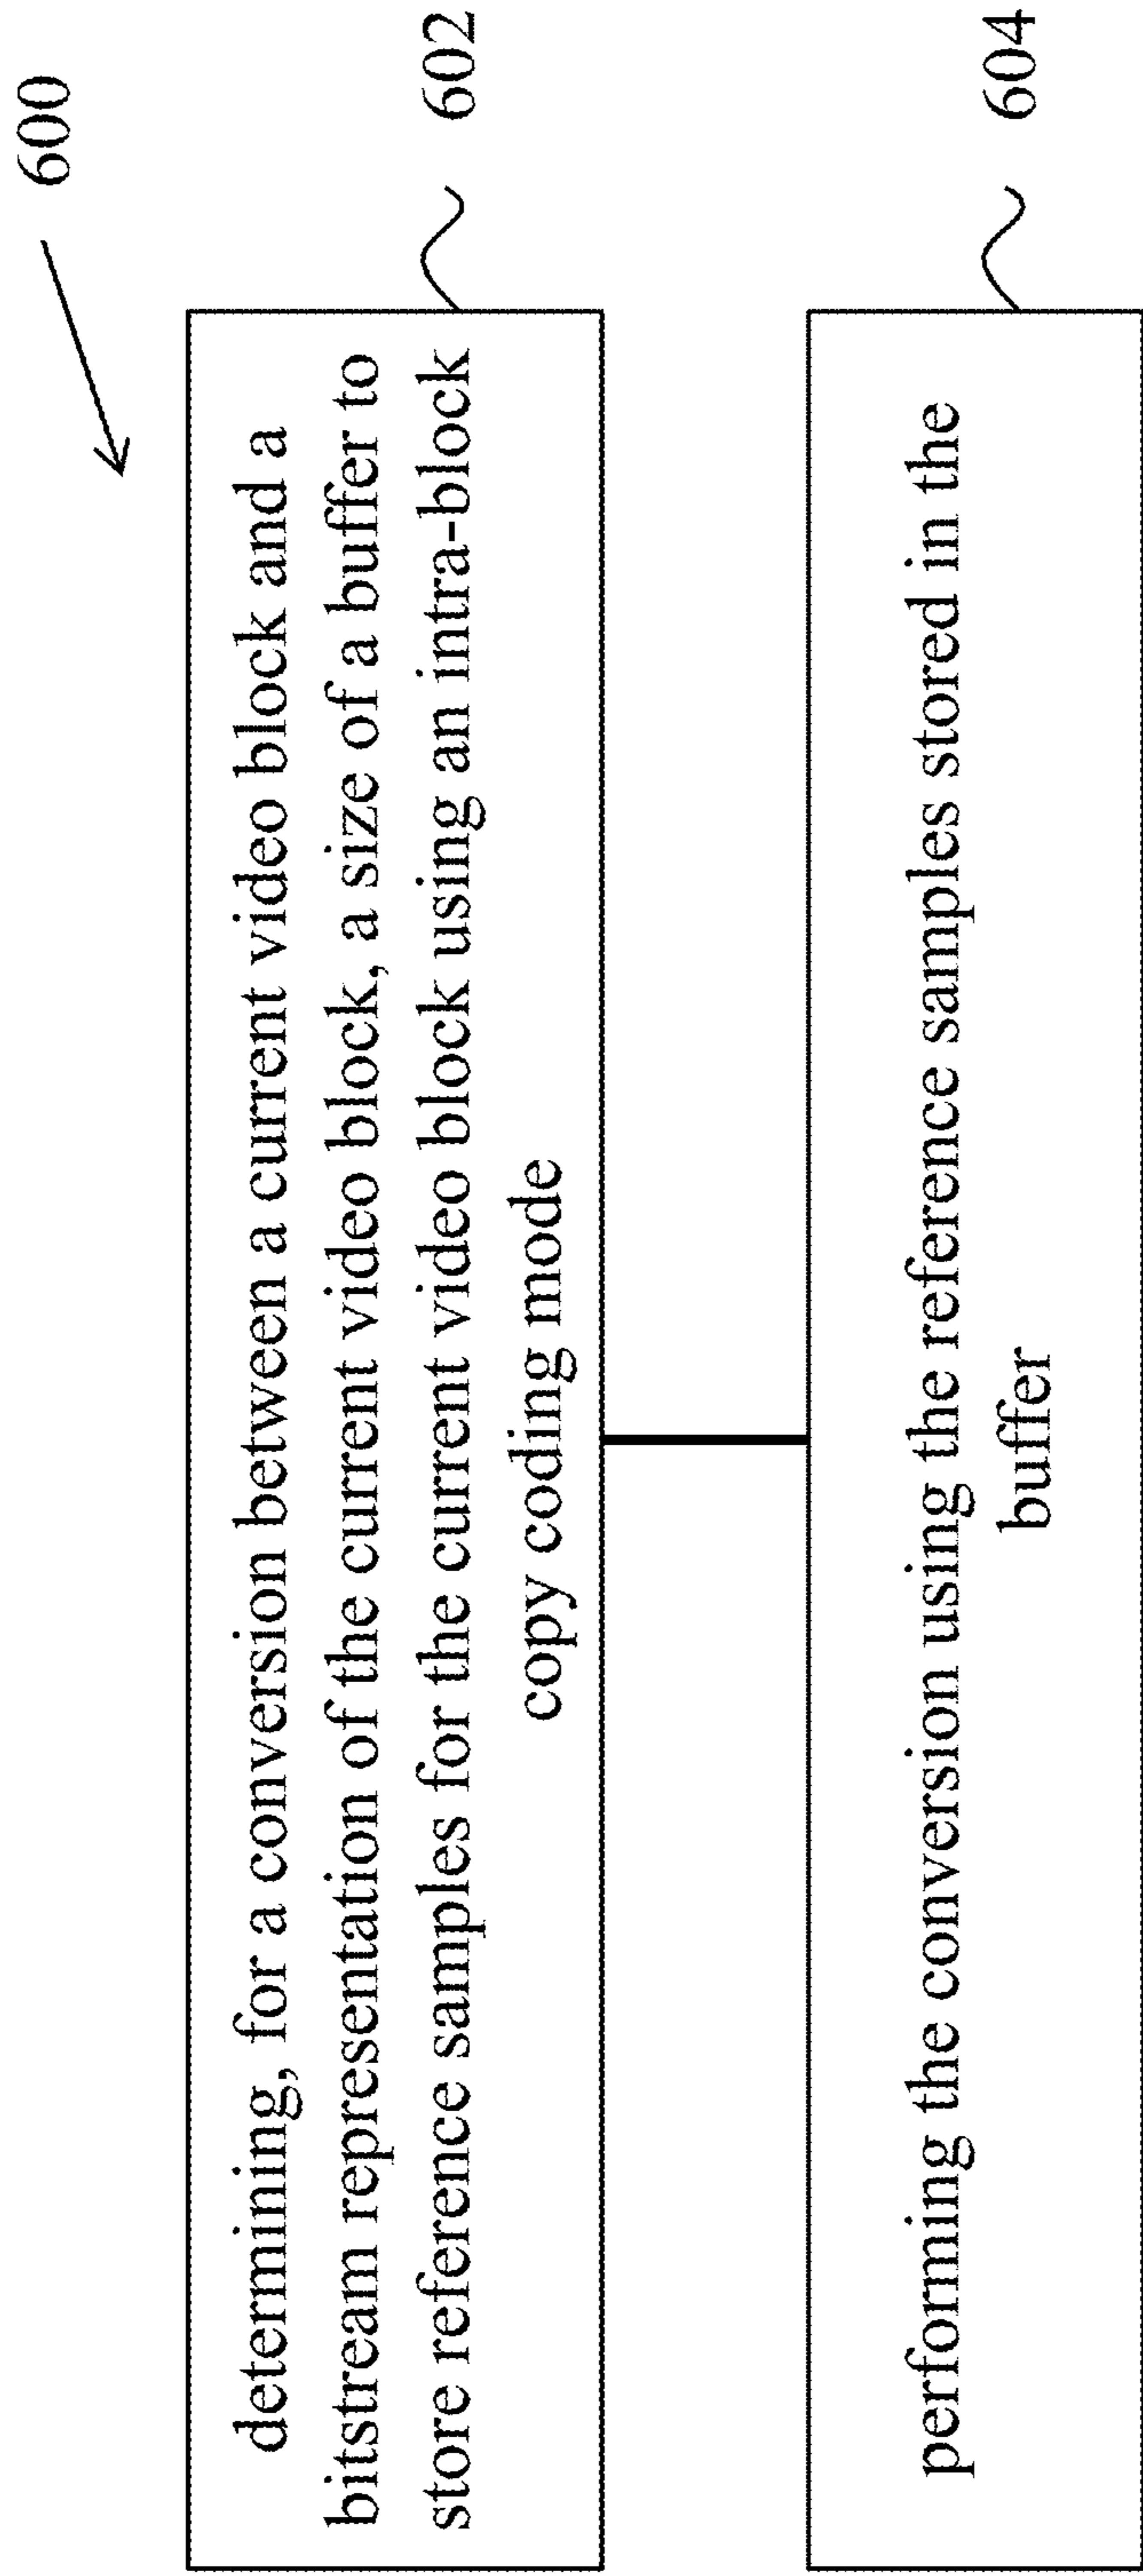 600
determining, for a conversion between a current video block and a
bitstream representation of the current video block, a size of a buffer to
store reference samples for the current video block using an intra-block
copy coding mode
602
performing the conversion using the reference samples stored in the
buffer
604